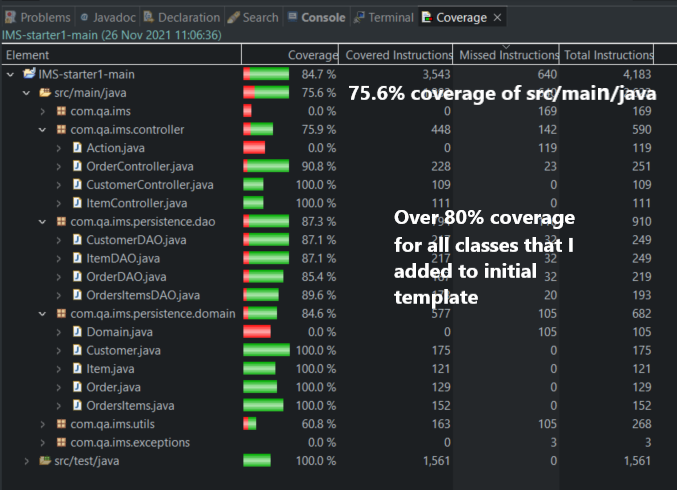 Problems Javadoc Declaration Search Console Terminal Coverage
IMS-starter1-main (26 Nov 2021 11:06:36)
Element Coverage Covered Instructions Missed Instructions Total Instructions
IMS-starter1-main 84.7 % 3,543 640 4,183
src/main/java 75.6 %
75.6% coverage of src/main/java
com.qa.ims 0.0 % 0 169 169
com.qa.ims.controller 75.9 % 448 142 590
Action.java 0.0 % 0 119 119
OrderController.java 90.8 % 228 23 251
CustomerController.java 100.0 % 109 0 109
ItemController.java 100.0 % 111 0 111
com.qa.ims.persistence.dao 87.3 % 910
CustomerDAO.java 87.1 % 32 249
ItemDAO.java 87.1 % 217 32 249
OrderDAO.java 85.4 % 32 219
OrdersItemsDAO.java 89.6 % 20 193
Over 80% coverage
for all classes that I
added to initial
template
com.qa.ims.persistence.domain 84.6 % 577 105 682
Domain.java 0.0 % 0 105 105
Customer.java 100.0 % 175 0 175
Item.java 100.0 % 121 0 121
Order.java 100.0 % 129 0 129
OrdersItems.java 100.0 % 152 0 152
com.qa.ims.utils 60.8 % 163 105 268
com.qa.ims.exceptions 0.0 % 0 3 3
src/test/java 100.0 % 1,561 0 1,561